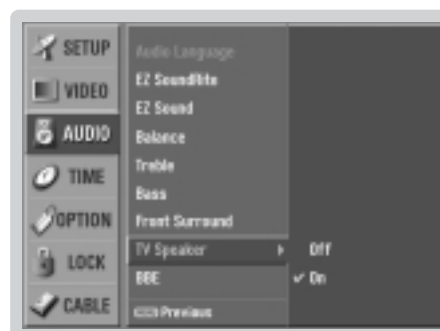 SETUP
VIDEO
AUDIO
TIME
OPTION
LOCK
CABLE
Audio Language
EZ SoundRite
EZ Sound
Balance
Treble
Bass
Front Surround
TV Speaker
BBE
Previous
Off
On